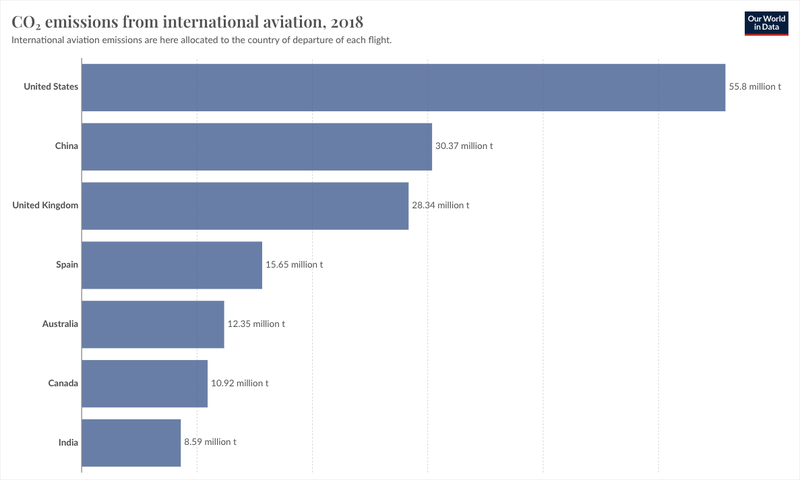 CO₂ emissions from international aviation, 2018
International aviation emissions are here allocated to the country of departure of each flight.
Our World
in Data
United States
55.8 million t
China
30.37 million t
United Kingdom
28.34 million t
Spain
15.65 million t
Australia
12.35 million t
Canada
10.92 million t
India
8.59 million t